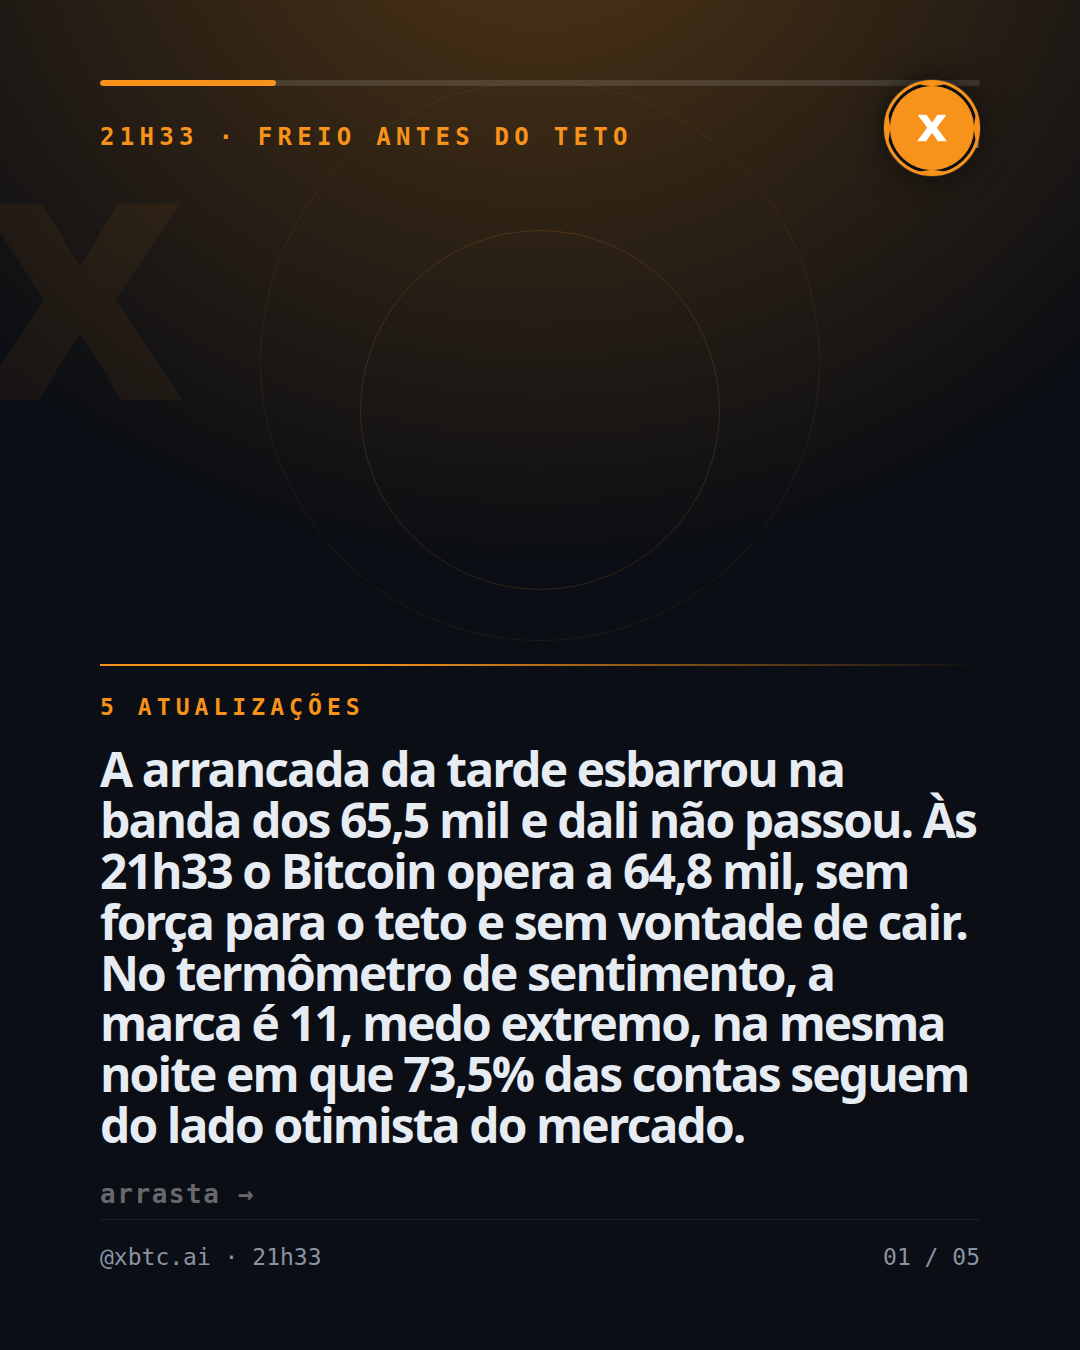 21H33 · FREIO ANTES DO TETO
x
x
5 ATUALIZAÇÕES
A arrancada da tarde esbarrou na
banda dos 65,5 mil e dali não passou. Às
21h33 o Bitcoin opera a 64,8 mil, sem
força para o teto e sem vontade de cair.
No termômetro de sentimento, a
marca é 11, medo extremo, na mesma
noite em que 73,5% das contas seguem
do lado otimista do mercado.
arrasta →
@xbtc.ai · 21h33
01 / 05